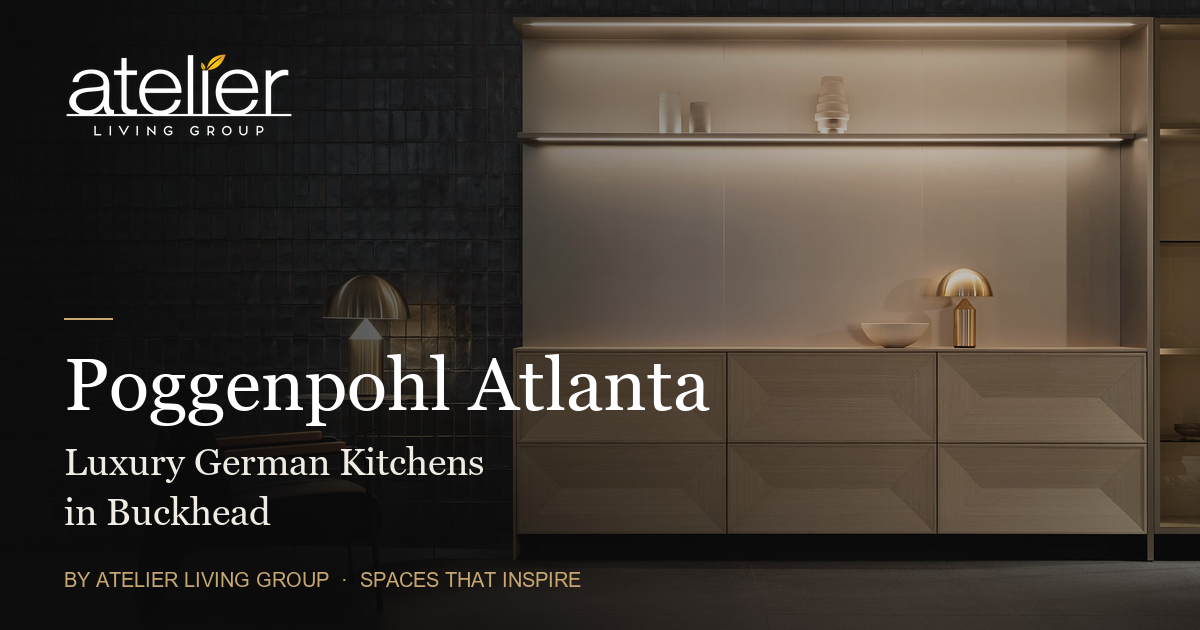 atelier
LIVING GROUP
Poggenpohl Atlanta
Luxury German Kitchens
in Buckhead
BY ATELIER LIVING GROUP · SPACES THAT INSPIRE